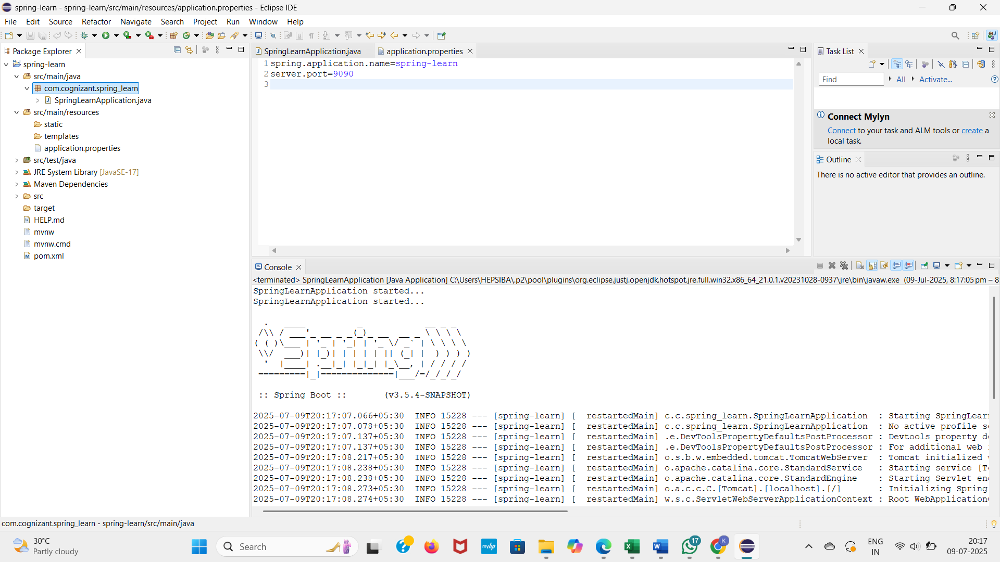 spring-learn - spring-learn/src/main/resources/application.properties - Eclipse IDE
File Edit Source Refactor Navigate Search Project Run Window Help
Package Explorer
spring-learn
src/main/java
com.cognizant.spring_learn
SpringLearnApplication.java
src/main/resources
static
templates
application.properties
src/test/java
JRE System Library [JavaSE-17]
Maven Dependencies
src
target
HELP.md
mvnw
mvnw.cmd
pom.xml
SpringLearnApplication.java application.properties
1 spring.application.name=spring-learn
2 server.port=9090
3
Task List
Find All Activate...
Connect Mylyn
Connect to your task and ALM tools or create a
local task.
Outline
There is no active editor that provides an outline.
Console
<terminated> SpringLearnApplication [Java Application] C:\Users\HEPSIBA\.p2\pool\plugins\org.eclipse.justj.openjdk.hotspot.jre.full.win32.x86_64_21.0.1.v20231028-0937\jre\bin\javaw.exe (09-Jul-2025, 8:17:05 pm – 8
SpringLearnApplication started...
SpringLearnApplication started...
Spring
:: Spring Boot :: (v3.5.4-SNAPSHOT)
2025-07-09T20:17:07.066+05:30 INFO 15228 --- [spring-learn] [ restartedMain] c.c.spring_learn.SpringLearnApplication : Starting SpringLear
2025-07-09T20:17:07.078+05:30 INFO 15228 --- [spring-learn] [ restartedMain] c.c.spring_learn.SpringLearnApplication : No active profile s
2025-07-09T20:17:07.137+05:30 INFO 15228 --- [spring-learn] [ restartedMain] .e.DevToolsPropertyDefaultsPostProcessor : Devtools property d
2025-07-09T20:17:07.137+05:30 INFO 15228 --- [spring-learn] [ restartedMain] .e.DevToolsPropertyDefaultsPostProcessor : For additional web
2025-07-09T20:17:08.217+05:30 INFO 15228 --- [spring-learn] [ restartedMain] o.s.b.w.embedded.tomcat.TomcatWebServer : Tomcat initialized
2025-07-09T20:17:08.238+05:30 INFO 15228 --- [spring-learn] [ restartedMain] o.apache.catalina.core.StandardService : Starting service [T
2025-07-09T20:17:08.238+05:30 INFO 15228 --- [spring-learn] [ restartedMain] o.apache.catalina.core.StandardEngine : Starting Servlet en
2025-07-09T20:17:08.273+05:30 INFO 15228 --- [spring-learn] [ restartedMain] o.a.c.c.C.[Tomcat].[localhost].[/] : Initializing Spring
2025-07-09T20:17:08.274+05:30 INFO 15228 --- [spring-learn] [ restartedMain] w.s.c.ServletWebServerApplicationContext : Root WebApplication
com.cognizant.spring_learn - spring-learn/src/main/java
30°C
Partly cloudy
Search
myhp
17
K
ENG
IN
20:17
09-07-2025